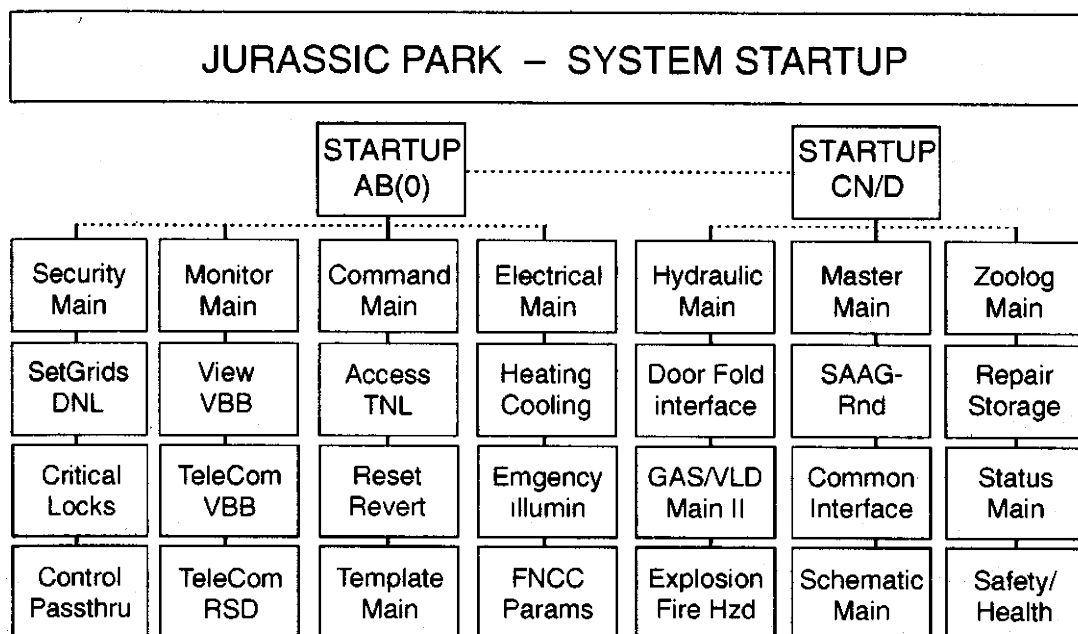 JURASSIC PARK – SYSTEM STARTUP
STARTUP
AB(0)
STARTUP
CN/D
Security
Main
Monitor
Main
Command
Main
Electrical
Main
Hydraulic
Main
Master
Main
Zoolog
Main
SetGrids
DNL
View
VBB
Access
TNL
Heating
Cooling
Door Fold
interface
SAAG-
Rnd
Repair
Storage
Critical
Locks
TeleCom
VBB
Reset
Revert
Emgency
illumin
GAS/VLD
Main II
Common
Interface
Status
Main
Control
Passthru
TeleCom
RSD
Template
Main
FNCC
Params
Explosion
Fire Hzd
Schematic
Main
Safety/
Health